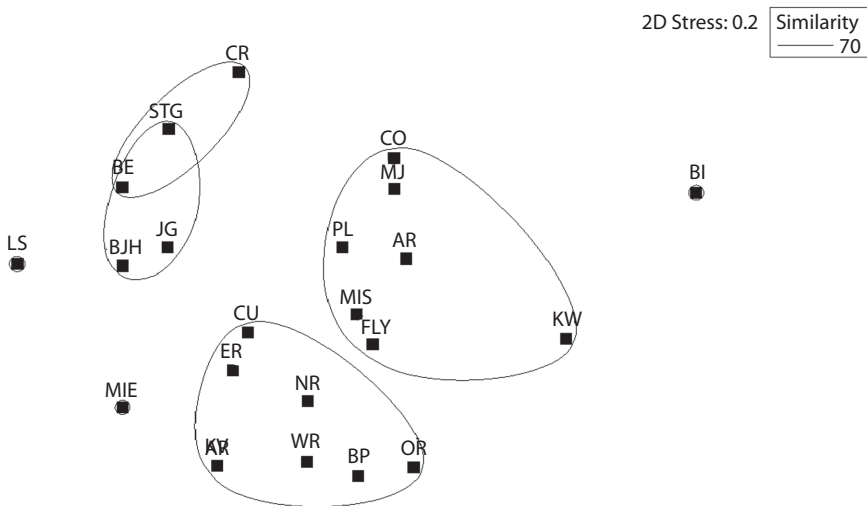 2D Stress: 0.2
Similarity
70
CR
STG
CO
BE
MJ
BI
PL
AR
LS
BJH
JG
MIS
KW
CU
FLY
ER
MIE
NR
AR
WR
BP
OR